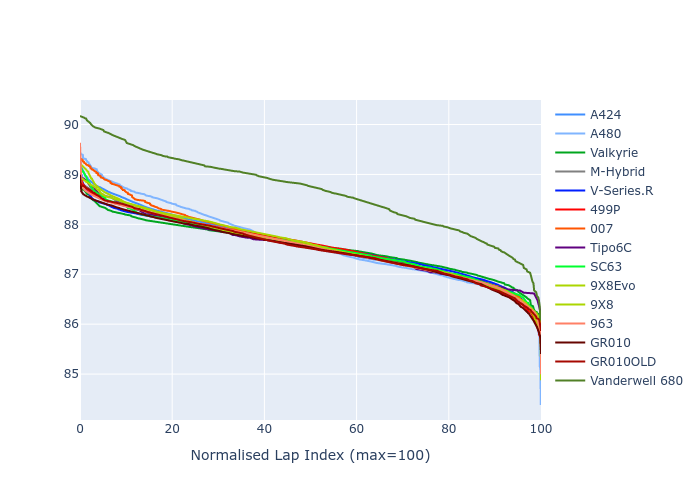 90
89
88
87
86
85
0 20 40 60 80 100
Normalised Lap Index (max=100)
A424
A480
Valkyrie
M-Hybrid
V-Series.R
499P
007
Tipo6C
SC63
9X8Evo
9X8
963
GR010
GR010OLD
Vanderwell 680